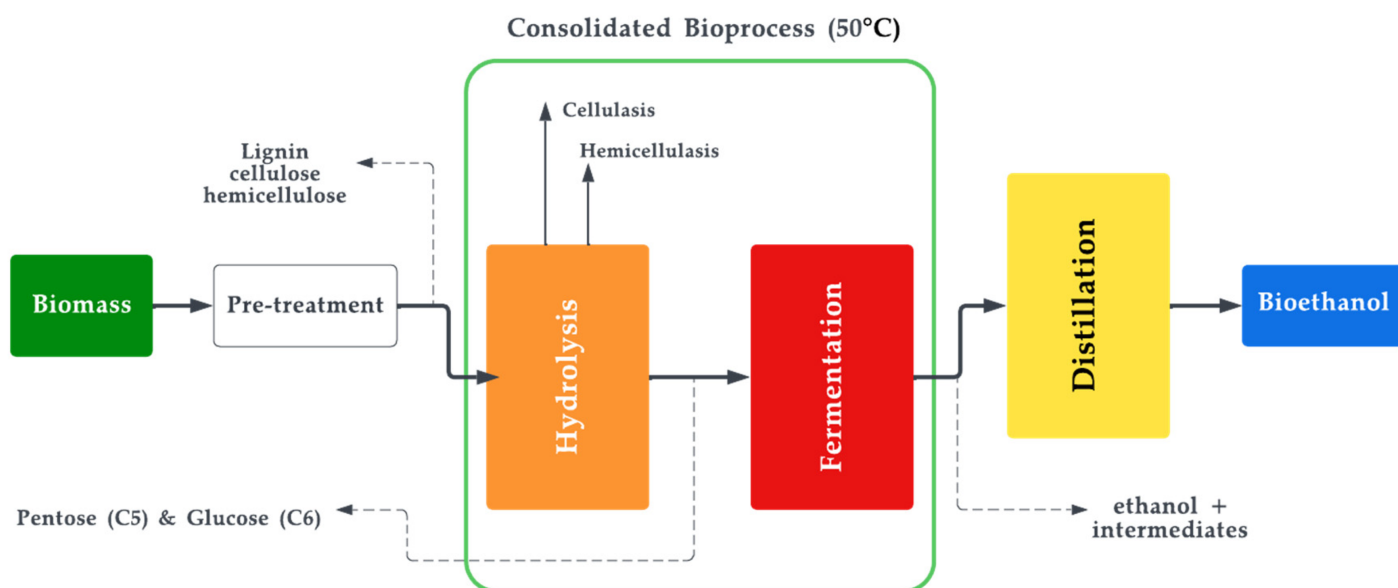 Consolidated Bioprocess (50°C)
Cellulasis
Hemicellulasis
Lignin
cellulose
hemicellulose
Biomass
Pre-treatment
Hydrolysis
Fermentation
Distillation
Bioethanol
Pentose (C5) & Glucose (C6)
ethanol +
intermediates